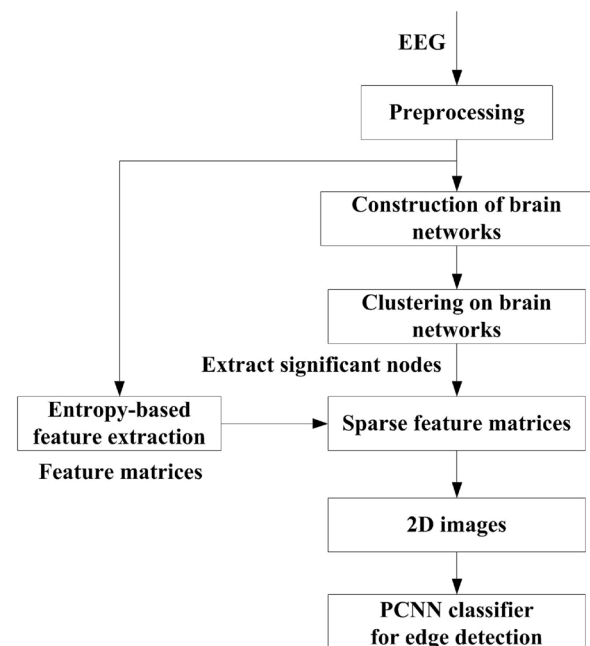 EEG
Preprocessing
Construction of brain
networks
Clustering on brain
networks
Extract significant nodes
Entropy-based
feature extraction
Sparse feature matrices
Feature matrices
2D images
PCNN classifier
for edge detection